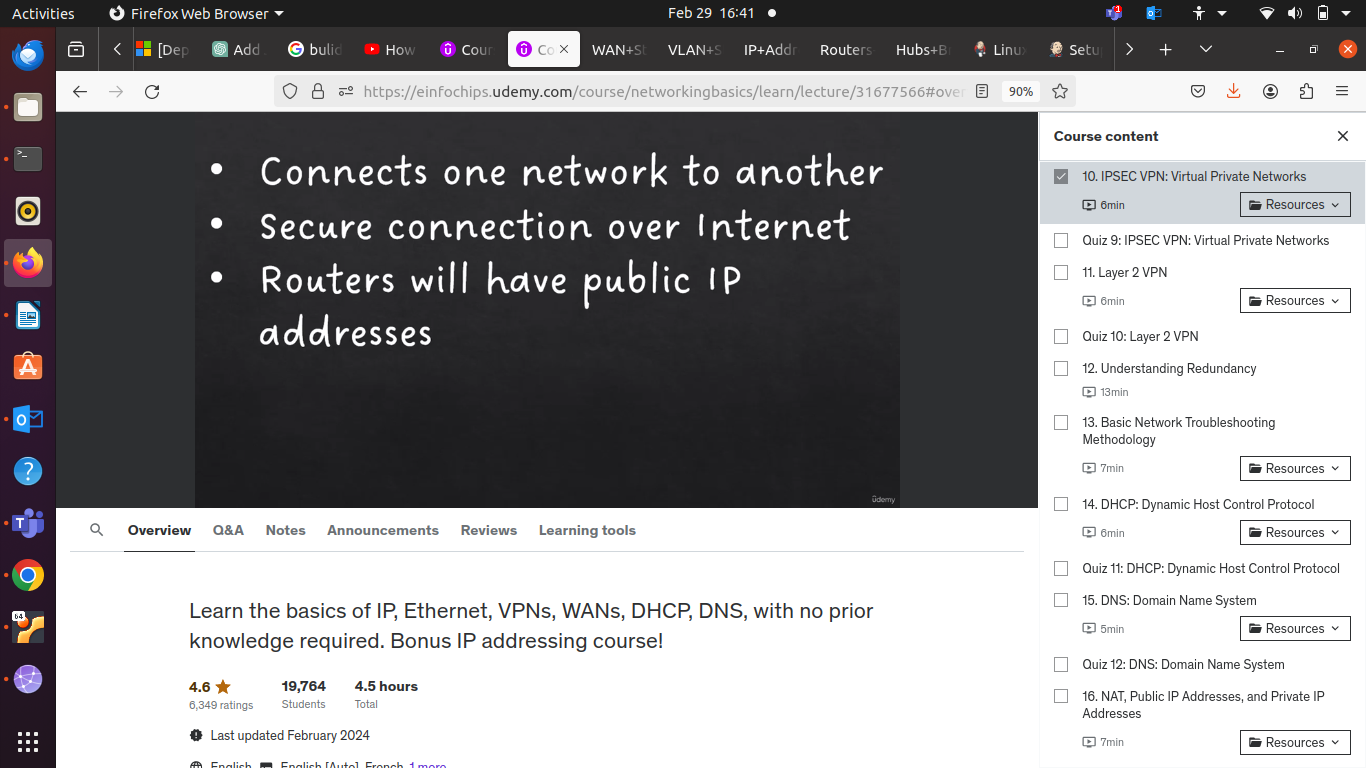 Activities
Firefox Web Browser
Feb 29 16:41
1
[Dep
Add
G bulid
How
Cour
Co
WAN+St
VLAN+S
IP+Addr
Routers
Hubs+Br
Linux
Setup
https://einfochips.udemy.com/course/networkingbasics/learn/lecture/31677566#over
90%
• Connects one network to another
• Secure connection over Internet
• Routers will have public IP
addresses
ûdemy
Overview
Q&A
Notes
Announcements
Reviews
Learning tools
Learn the basics of IP, Ethernet, VPNs, WANs, DHCP, DNS, with no prior
knowledge required. Bonus IP addressing course!
4.6
19,764
4.5 hours
6,349 ratings
Students
Total
Last updated February 2024
English
English [Auto], French, 1 more
Course content
10. IPSEC VPN: Virtual Private Networks
6min
Resources
Quiz 9: IPSEC VPN: Virtual Private Networks
11. Layer 2 VPN
6min
Resources
Quiz 10: Layer 2 VPN
12. Understanding Redundancy
13min
13. Basic Network Troubleshooting
Methodology
7min
Resources
14. DHCP: Dynamic Host Control Protocol
6min
Resources
Quiz 11: DHCP: Dynamic Host Control Protocol
15. DNS: Domain Name System
5min
Resources
Quiz 12: DNS: Domain Name System
16. NAT, Public IP Addresses, and Private IP
Addresses
7min
Resources